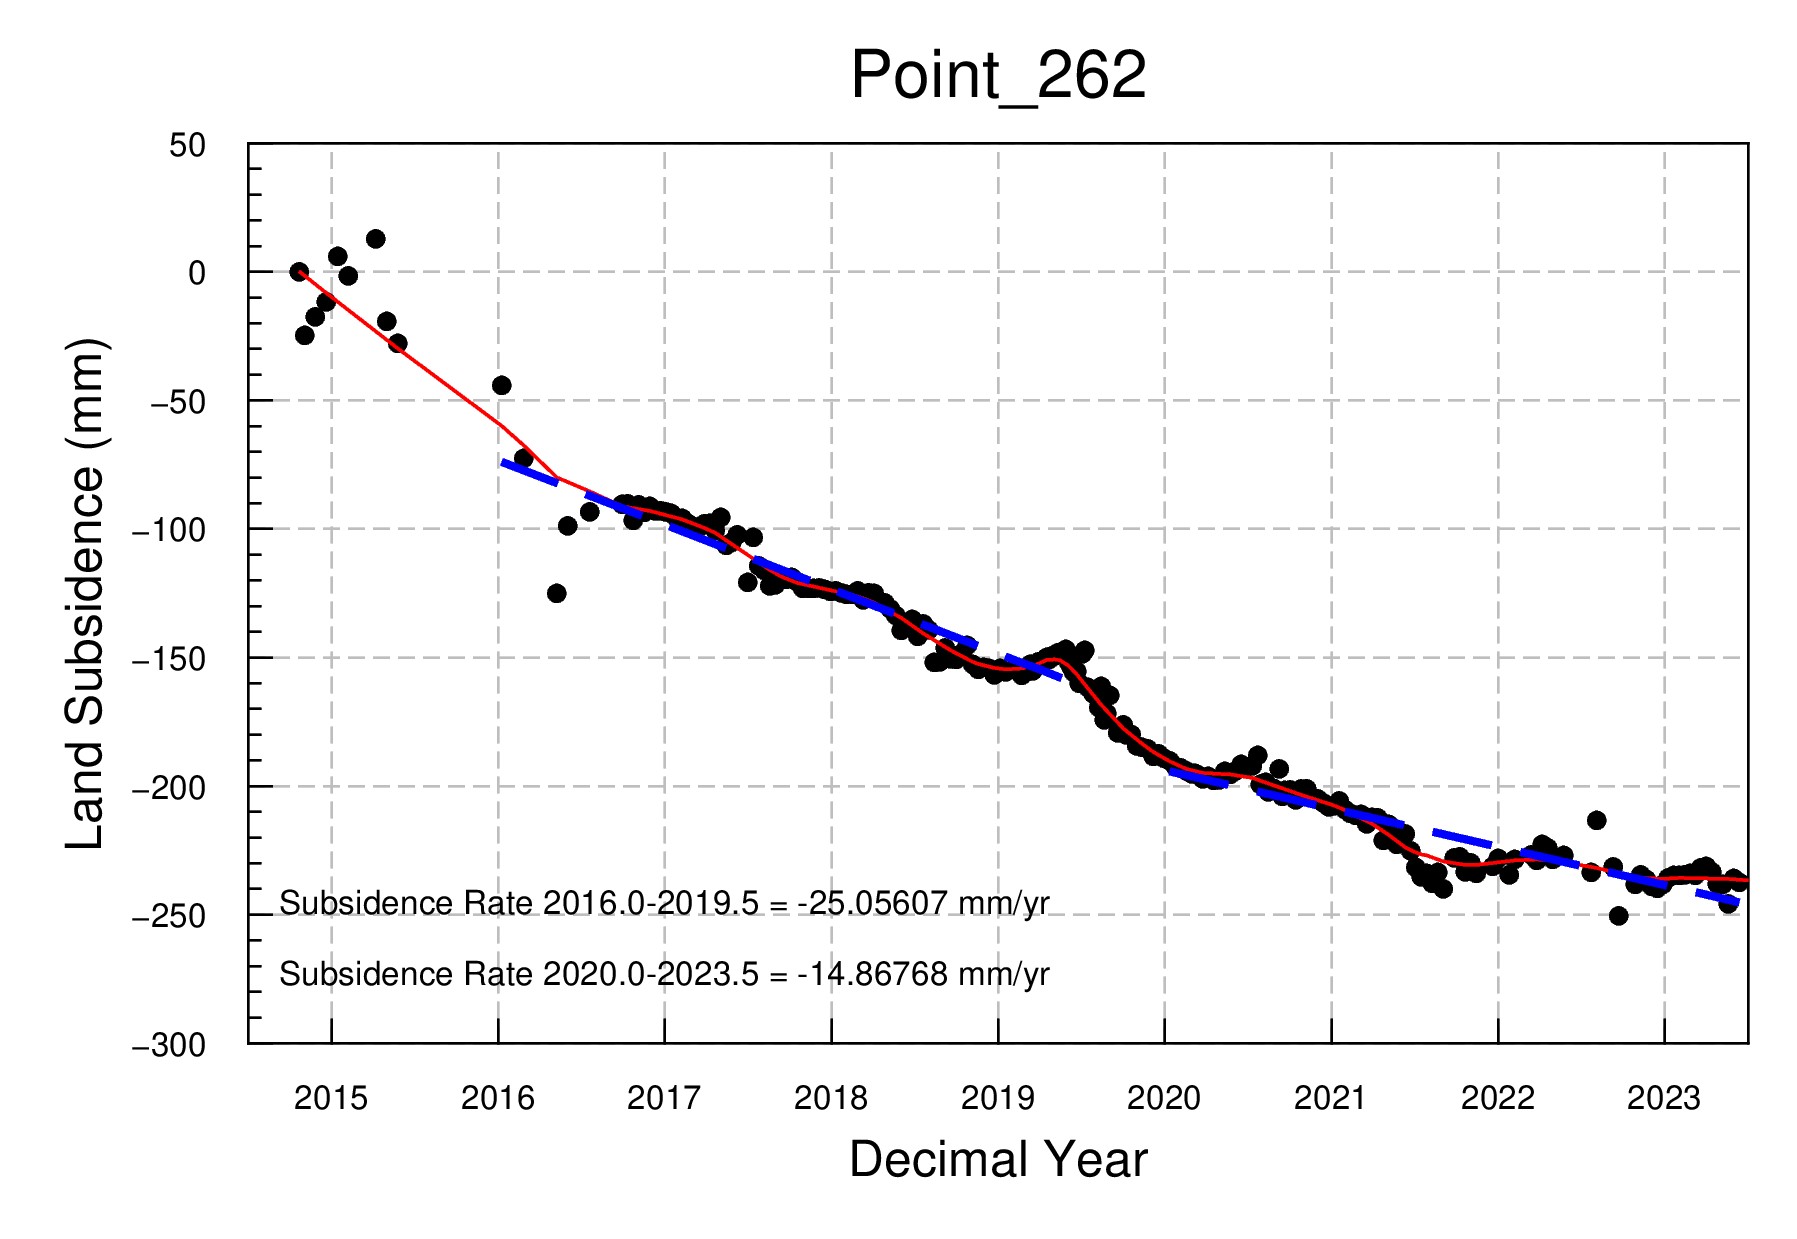 Point_262
50
0
−50
−100
−150
−200
−250
−300
Land Subsidence (mm)
Subsidence Rate 2016.0-2019.5 = -25.05607 mm/yr
Subsidence Rate 2020.0-2023.5 = -14.86768 mm/yr
2015 2016 2017 2018 2019 2020 2021 2022 2023
Decimal Year